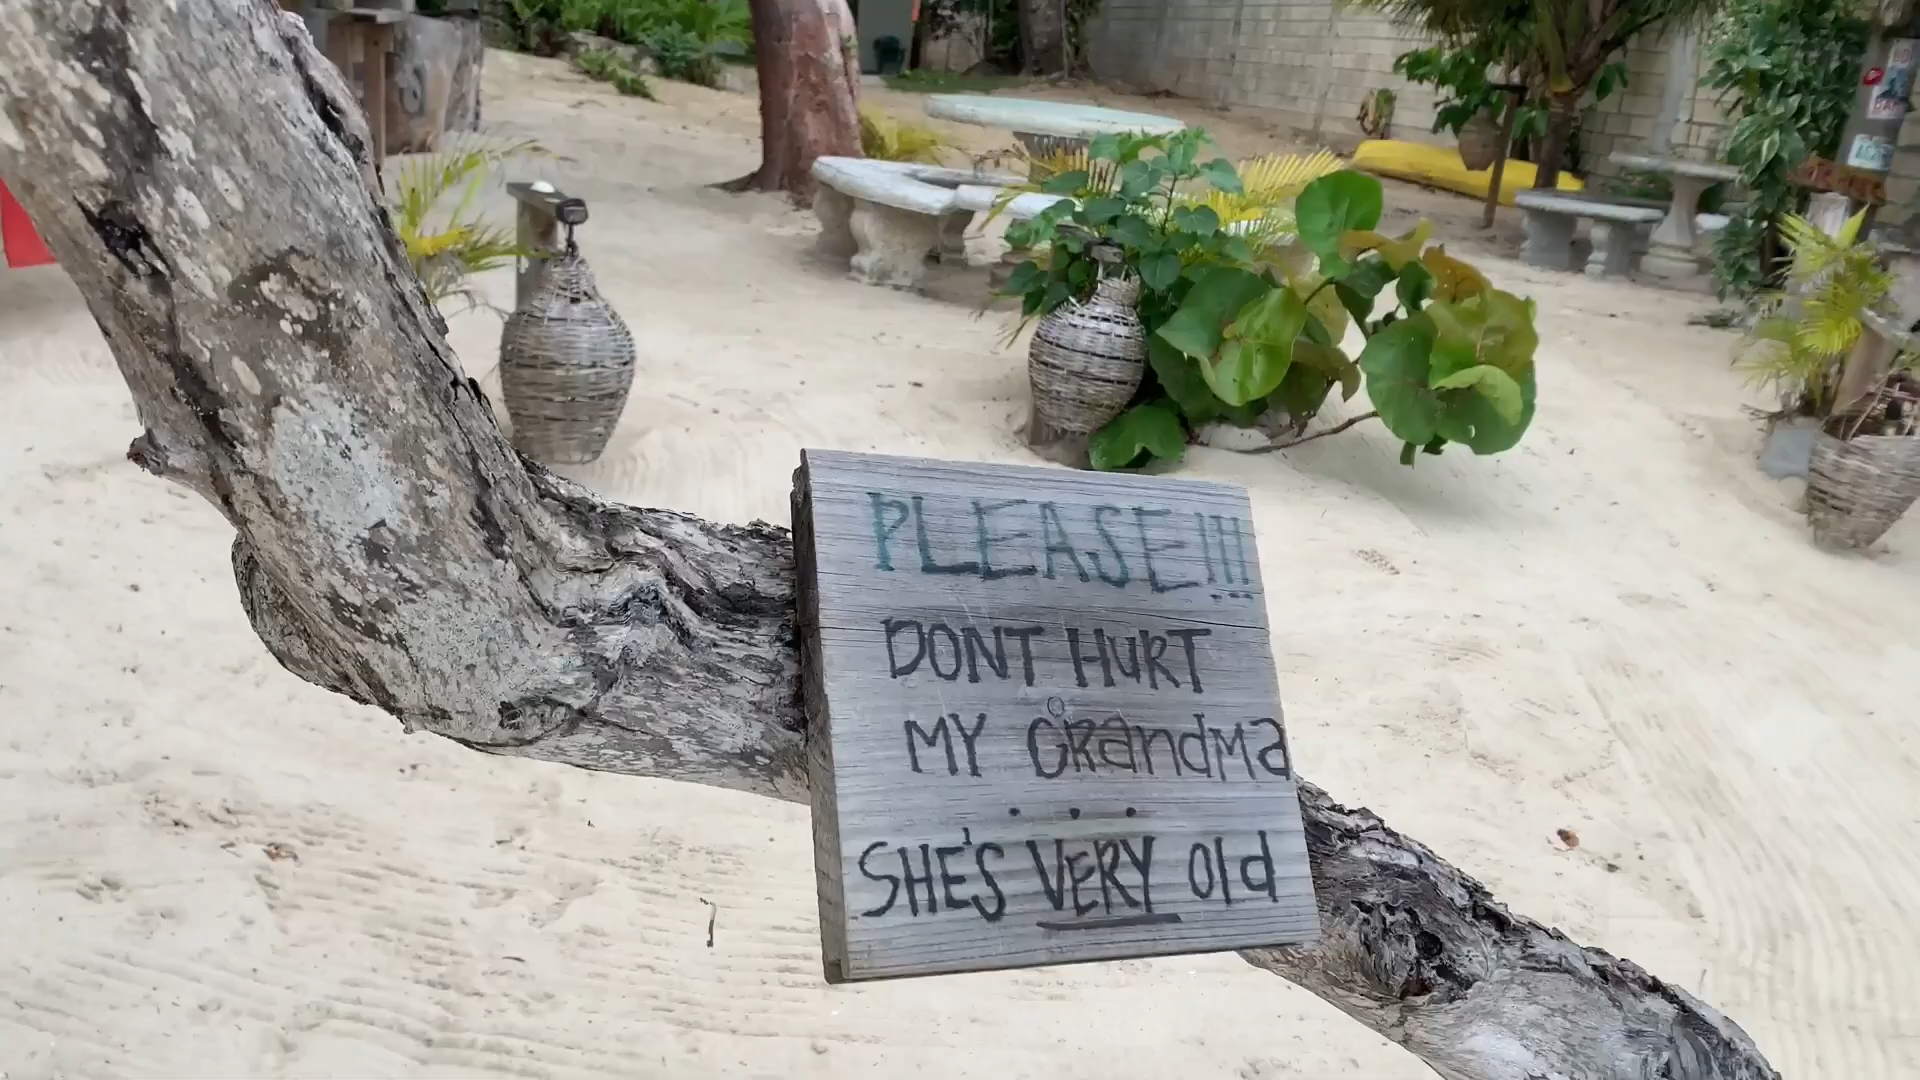 PLEASE!!!
DONT HURT
MY GRandMa
...
SHE'S VERY Old